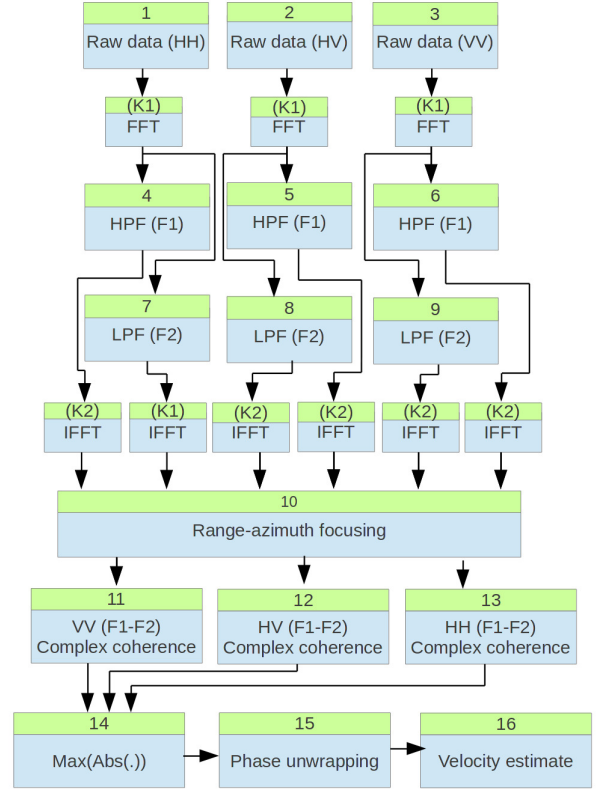 1
Raw data (HH)
2
Raw data (HV)
3
Raw data (VV)
(K1)
FFT
(K1)
FFT
(K1)
FFT
4
HPF (F1)
5
HPF (F1)
6
HPF (F1)
7
LPF (F2)
8
LPF (F2)
9
LPF (F2)
(K2)
IFFT
(K1)
IFFT
(K2)
IFFT
(K2)
IFFT
(K2)
IFFT
(K2)
IFFT
10
Range-azimuth focusing
11
VV (F1-F2)
Complex coherence
12
HV (F1-F2)
Complex coherence
13
HH (F1-F2)
Complex coherence
14
Max(Abs(.))
15
Phase unwrapping
16
Velocity estimate